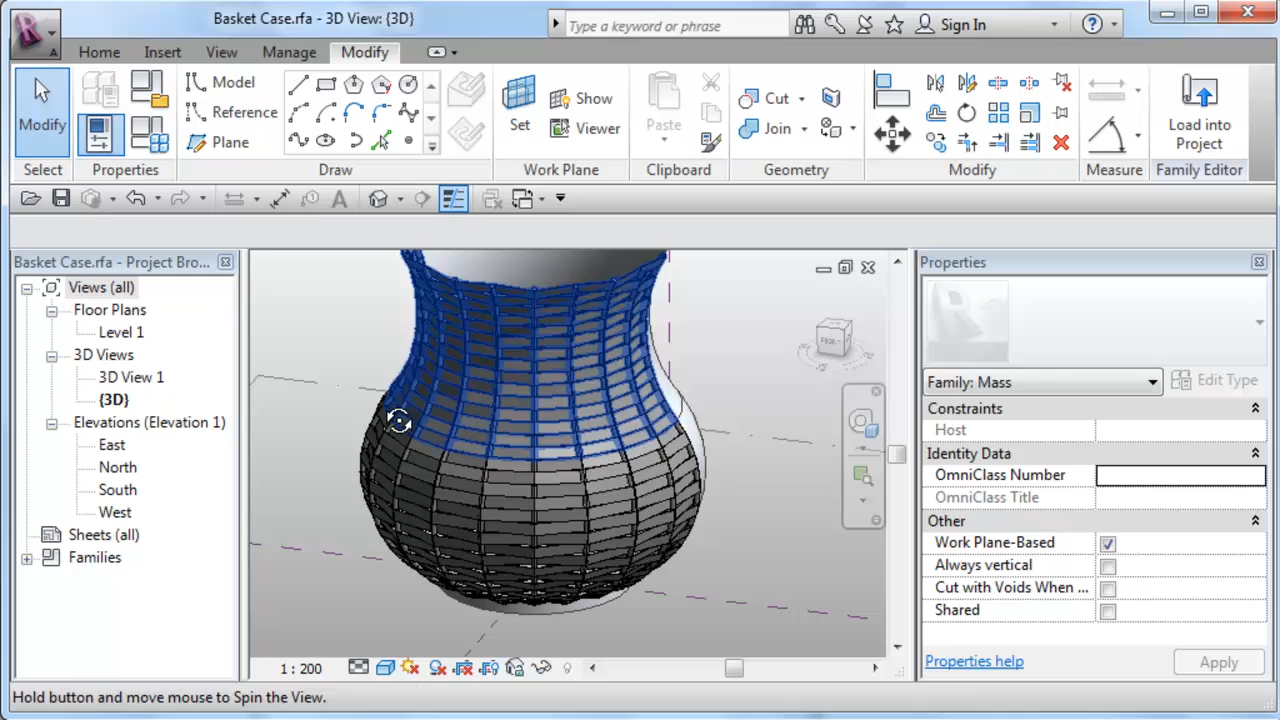 Basket Case.rfa - 3D View: {3D}
Type a keyword or phrase
Sign In
Home Insert View Manage Modify
Modify
Model
Reference
Plane
Set
Show
Viewer
Paste
Cut
Join
Load into
Project
Select
Properties
Draw
Work Plane
Clipboard
Geometry
Modify
Measure
Family Editor
Basket Case.rfa - Project Bro...
Views (all)
Floor Plans
Level 1
3D Views
3D View 1
{3D}
Elevations (Elevation 1)
East
North
South
West
Sheets (all)
Families
1 : 200
Properties
Family: Mass
Edit Type
Constraints
Host
Identity Data
OmniClass Number
OmniClass Title
Other
Work Plane-Based
Always vertical
Cut with Voids When ...
Shared
Properties help
Apply
Hold button and move mouse to Spin the View.